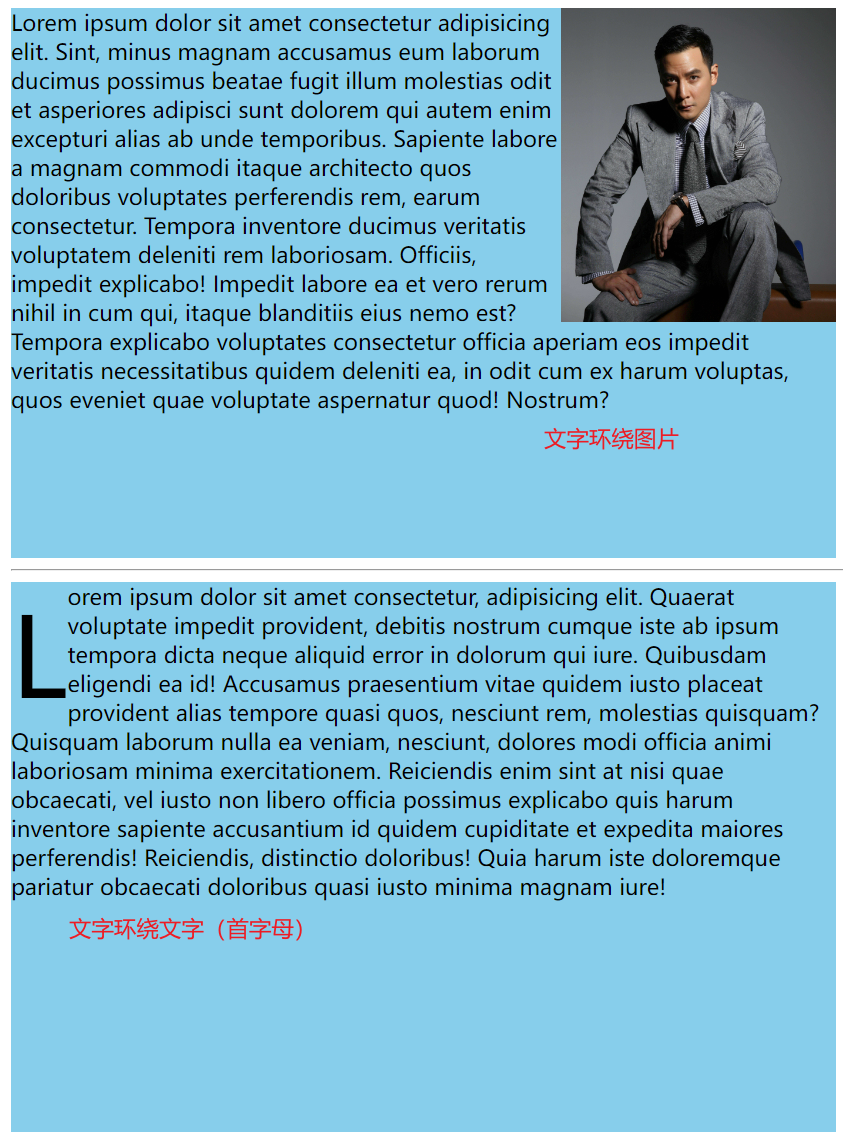 Lorem ipsum dolor sit amet consectetur adipisicing
elit. Sint, minus magnam accusamus eum laborum
ducimus possimus beatae fugit illum molestias odit
et asperiores adipisci sunt dolorem qui autem enim
excepturi alias ab unde temporibus. Sapiente labore
a magnam commodi itaque architecto quos
doloribus voluptates perferendis rem, earum
consectetur. Tempora inventore ducimus veritatis
voluptatem deleniti rem laboriosam. Officiis,
impedit explicabo! Impedit labore ea et vero rerum
nihil in cum qui, itaque blanditiis eius nemo est?
Tempora explicabo voluptates consectetur officia aperiam eos impedit
veritatis necessitatibus quidem deleniti ea, in odit cum ex harum voluptas,
quos eveniet quae voluptate aspernatur quod! Nostrum?
文字环绕图片
Lorem ipsum dolor sit amet consectetur, adipisicing elit. Quaerat
voluptate impedit provident, debitis nostrum cumque iste ab ipsum
tempora dicta neque aliquid error in dolorum qui iure. Quibusdam
eligendi ea id! Accusamus praesentium vitae quidem iusto placeat
provident alias tempore quasi quos, nesciunt rem, molestias quisquam?
Quisquam laborum nulla ea veniam, nesciunt, dolores modi officia animi
laboriosam minima exercitationem. Reiciendis enim sint at nisi quae
obcaecati, vel iusto non libero officia possimus explicabo quis harum
inventore sapiente accusantium id quidem cupiditate et expedita maiores
perferendis! Reiciendis, distinctio doloribus! Quia harum iste doloremque
pariatur obcaecati doloribus quasi iusto minima magnam iure!
文字环绕文字（首字母）